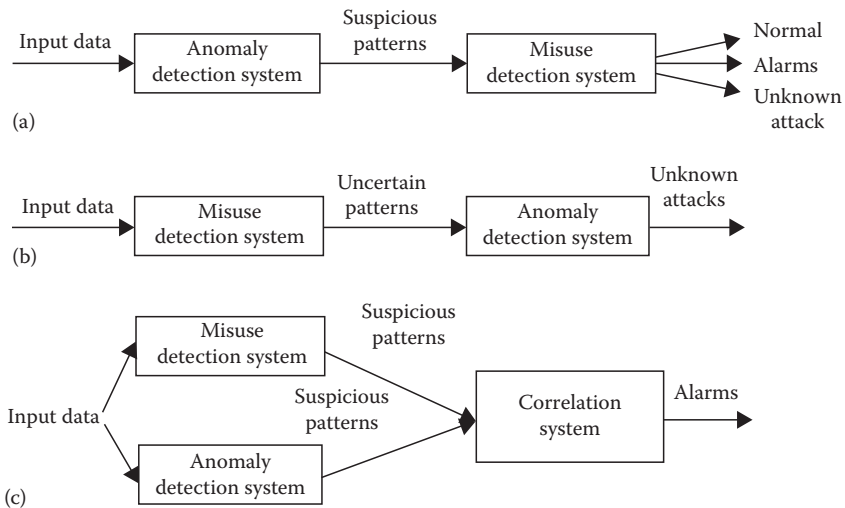 Input data
Anomaly
detection system
Suspicious
patterns
Misuse
detection system
Normal
Alarms
Unknown
attack
(a)
Input data
Misuse
detection system
Uncertain
patterns
Anomaly
detection system
Unknown
attacks
(b)
Input data
Misuse
detection system
Suspicious
patterns
Suspicious
patterns
Anomaly
detection system
Correlation
system
Alarms
(c)